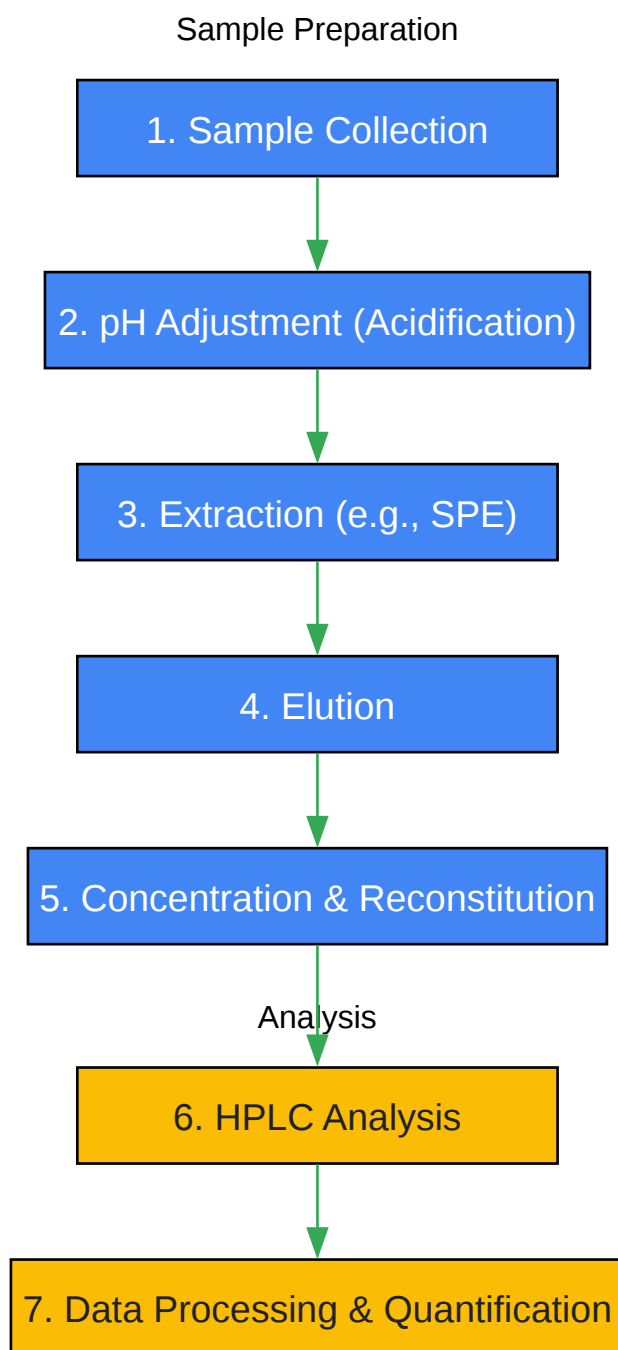 Sample Preparation
1. Sample Collection
2. pH Adjustment (Acidification)
3. Extraction (e.g., SPE)
4. Elution
5. Concentration & Reconstitution
Analysis
6. HPLC Analysis
7. Data Processing & Quantification